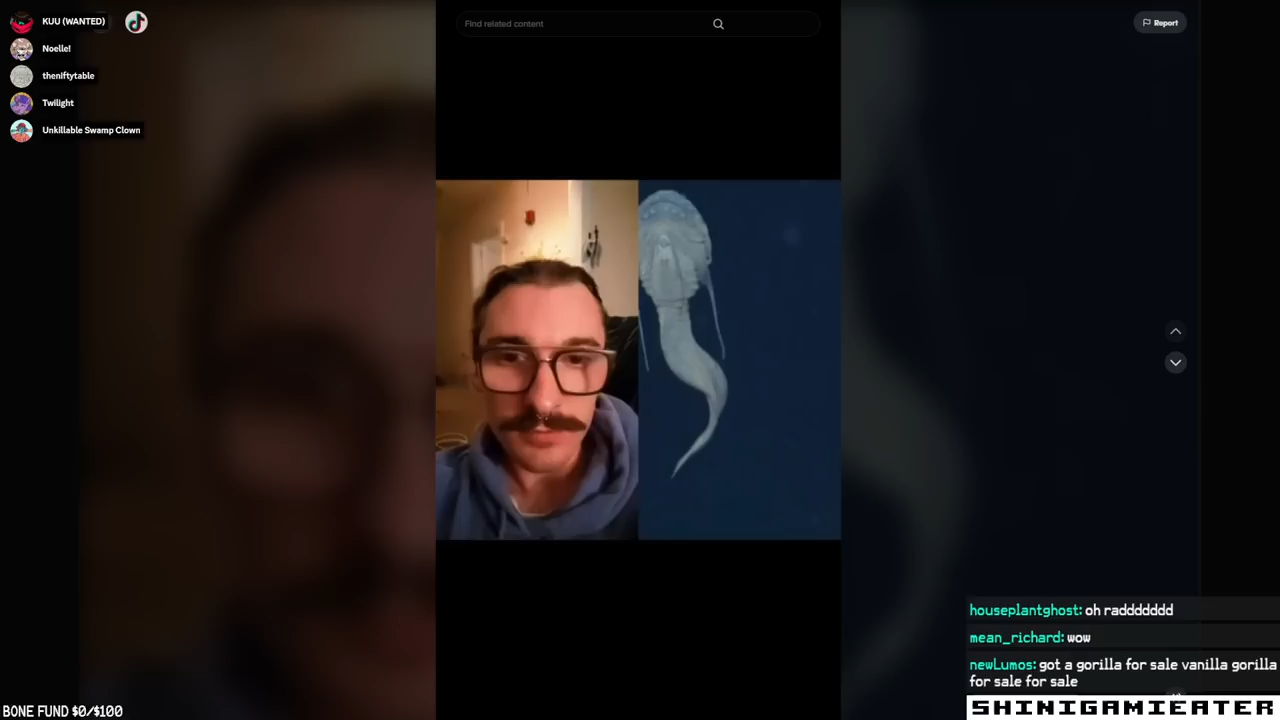 KUU (WANTED)
Noelle!
theniftytable
Twilight
Unkillable Swamp Clown
Find related content
Report
houseplantghost: oh raddddddd
mean_richard: wow
newLumos: got a gorilla for sale vanilla gorilla
for sale for sale
BONE FUND $0/$100
SHINIGAMIEATER